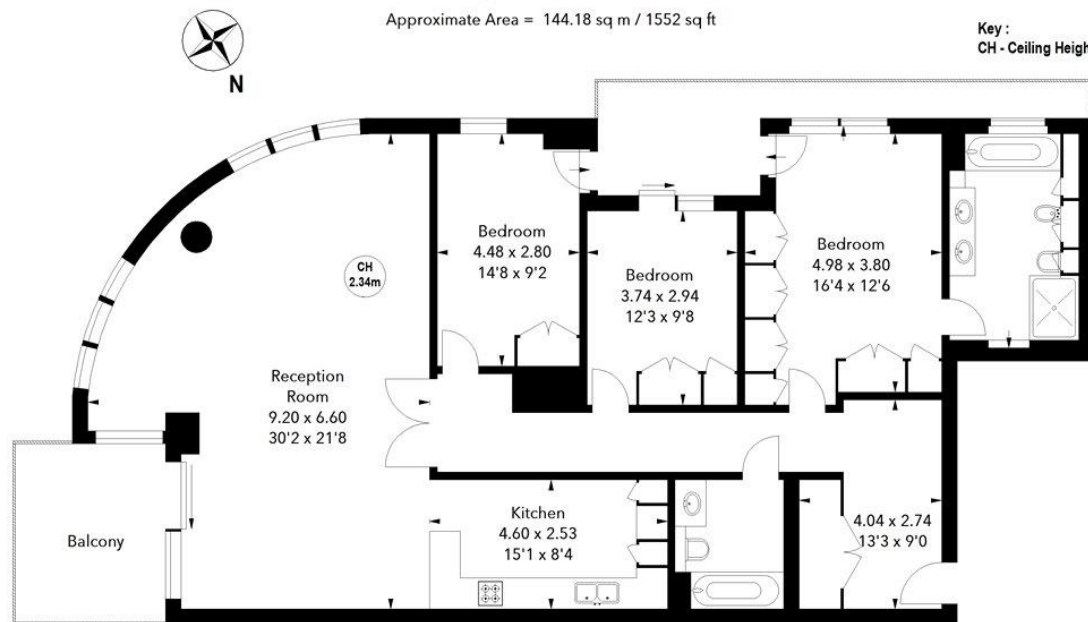 Approximate Area = 144.18 sq m / 1552 sq ft
Key :
CH - Ceiling Heigh
N
CH
2.34m
Bedroom
4.48 x 2.80
14'8 x 9'2
Bedroom
3.74 x 2.94
12'3 x 9'8
Bedroom
4.98 x 3.80
16'4 x 12'6
Reception
Room
9.20 x 6.60
30'2 x 21'8
Kitchen
4.60 x 2.53
15'1 x 8'4
4.04 x 2.74
13'3 x 9'0
Balcony